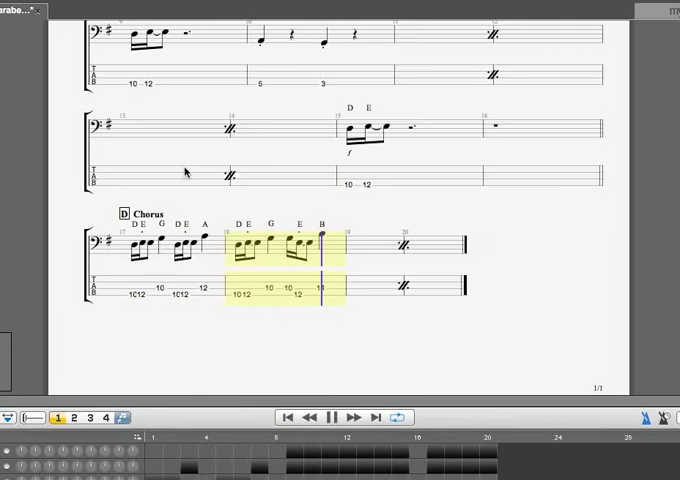 arabe...*
9 10 11 12
10 12 5 3
13 14 15 16
D E
f
10 12
D Chorus
D E G D E A D E G E B
17 18 19 20
10 12 10 10 12 12 10 12 10 10 12
1/1
1 2 3 4
1 4 8 12 16 20 24 28